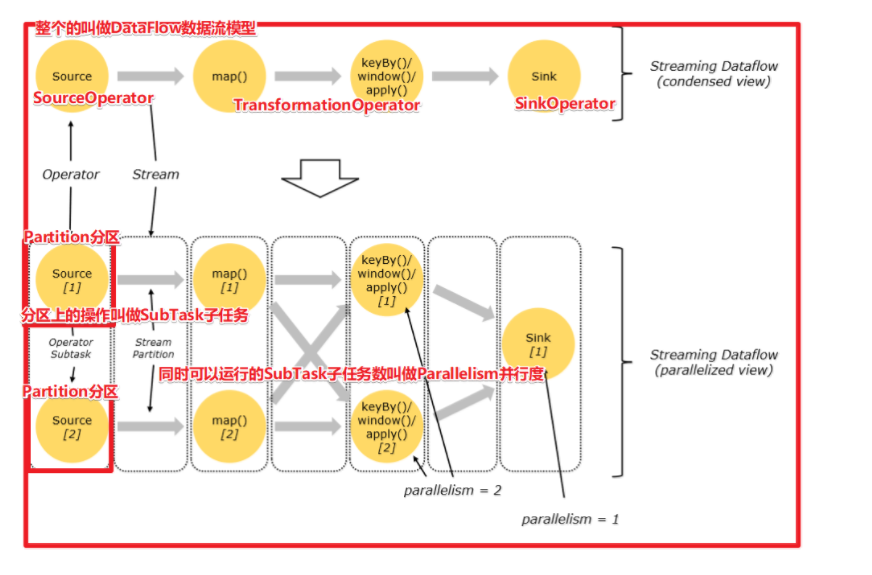 整个的叫做DataFlow数据流模型
Source
map()
keyBy()/
window()/
apply()
Sink
SourceOperator
TransformationOperator
SinkOperator
Streaming Dataflow
(condensed view)
Operator
Stream
Partition分区
Source
[1]
map()
[1]
keyBy()/
window()/
apply()
[1]
分区上的操作叫做SubTask子任务
Operator
Subtask
Stream
Partition
Sink
[1]
Streaming Dataflow
(parallelized view)
同时可以运行的SubTask子任务数叫做Parallelism并行度
Partition分区
Source
[2]
map()
[2]
keyBy()/
window()/
apply()
[2]
parallelism = 2
parallelism = 1